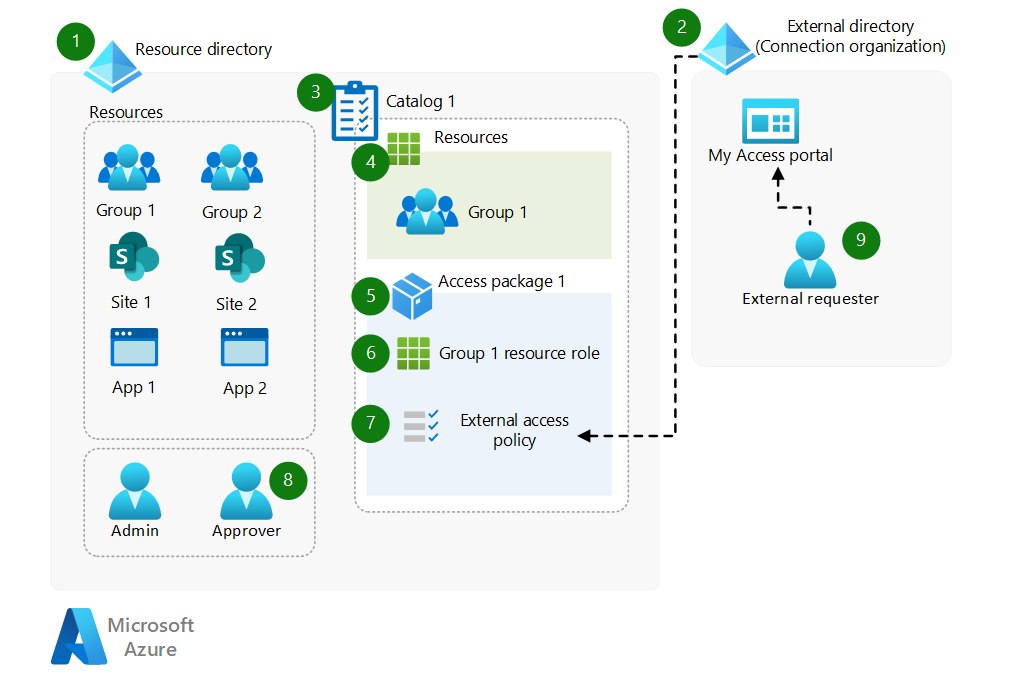 1
Resource directory
Resources
Group 1
Group 2
S
S
Site 1
Site 2
App 1
App 2
Admin
Approver
8
3
Catalog 1
Resources
4
Group 1
5
Access package 1
6
Group 1 resource role
7
External access
policy
2
External directory
(Connection organization)
My Access portal
9
External requester
Microsoft
Azure